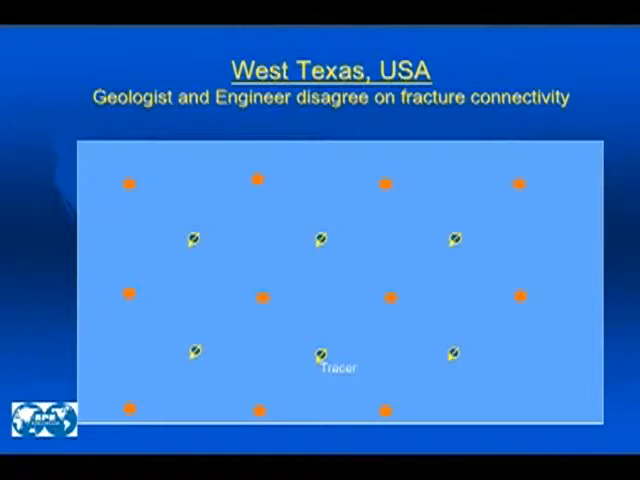 West Texas, USA
Geologist and Engineer disagree on fracture connectivity
Tracer